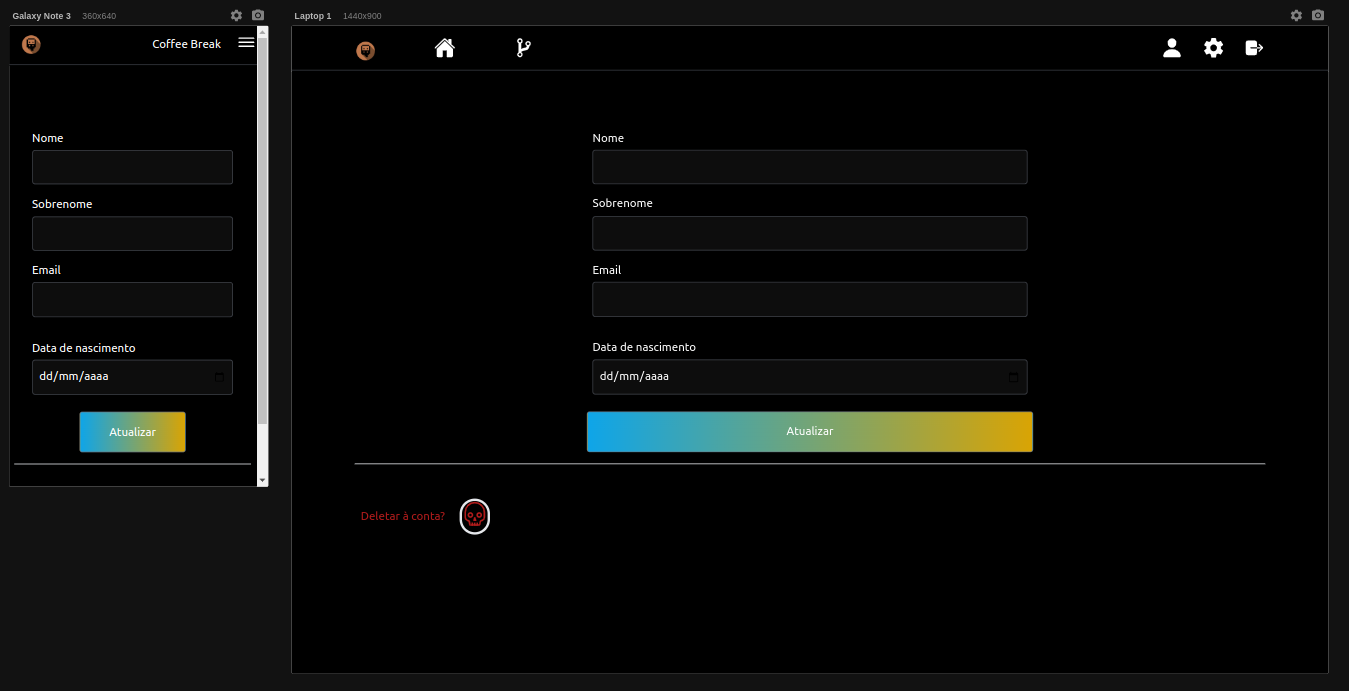 Galaxy Note 3 360x640
Coffee Break
Nome
Sobrenome
Email
Data de nascimento
dd/mm/aaaa
Atualizar
Laptop 1 1440x900
Nome
Sobrenome
Email
Data de nascimento
dd/mm/aaaa
Atualizar
Deletar à conta?